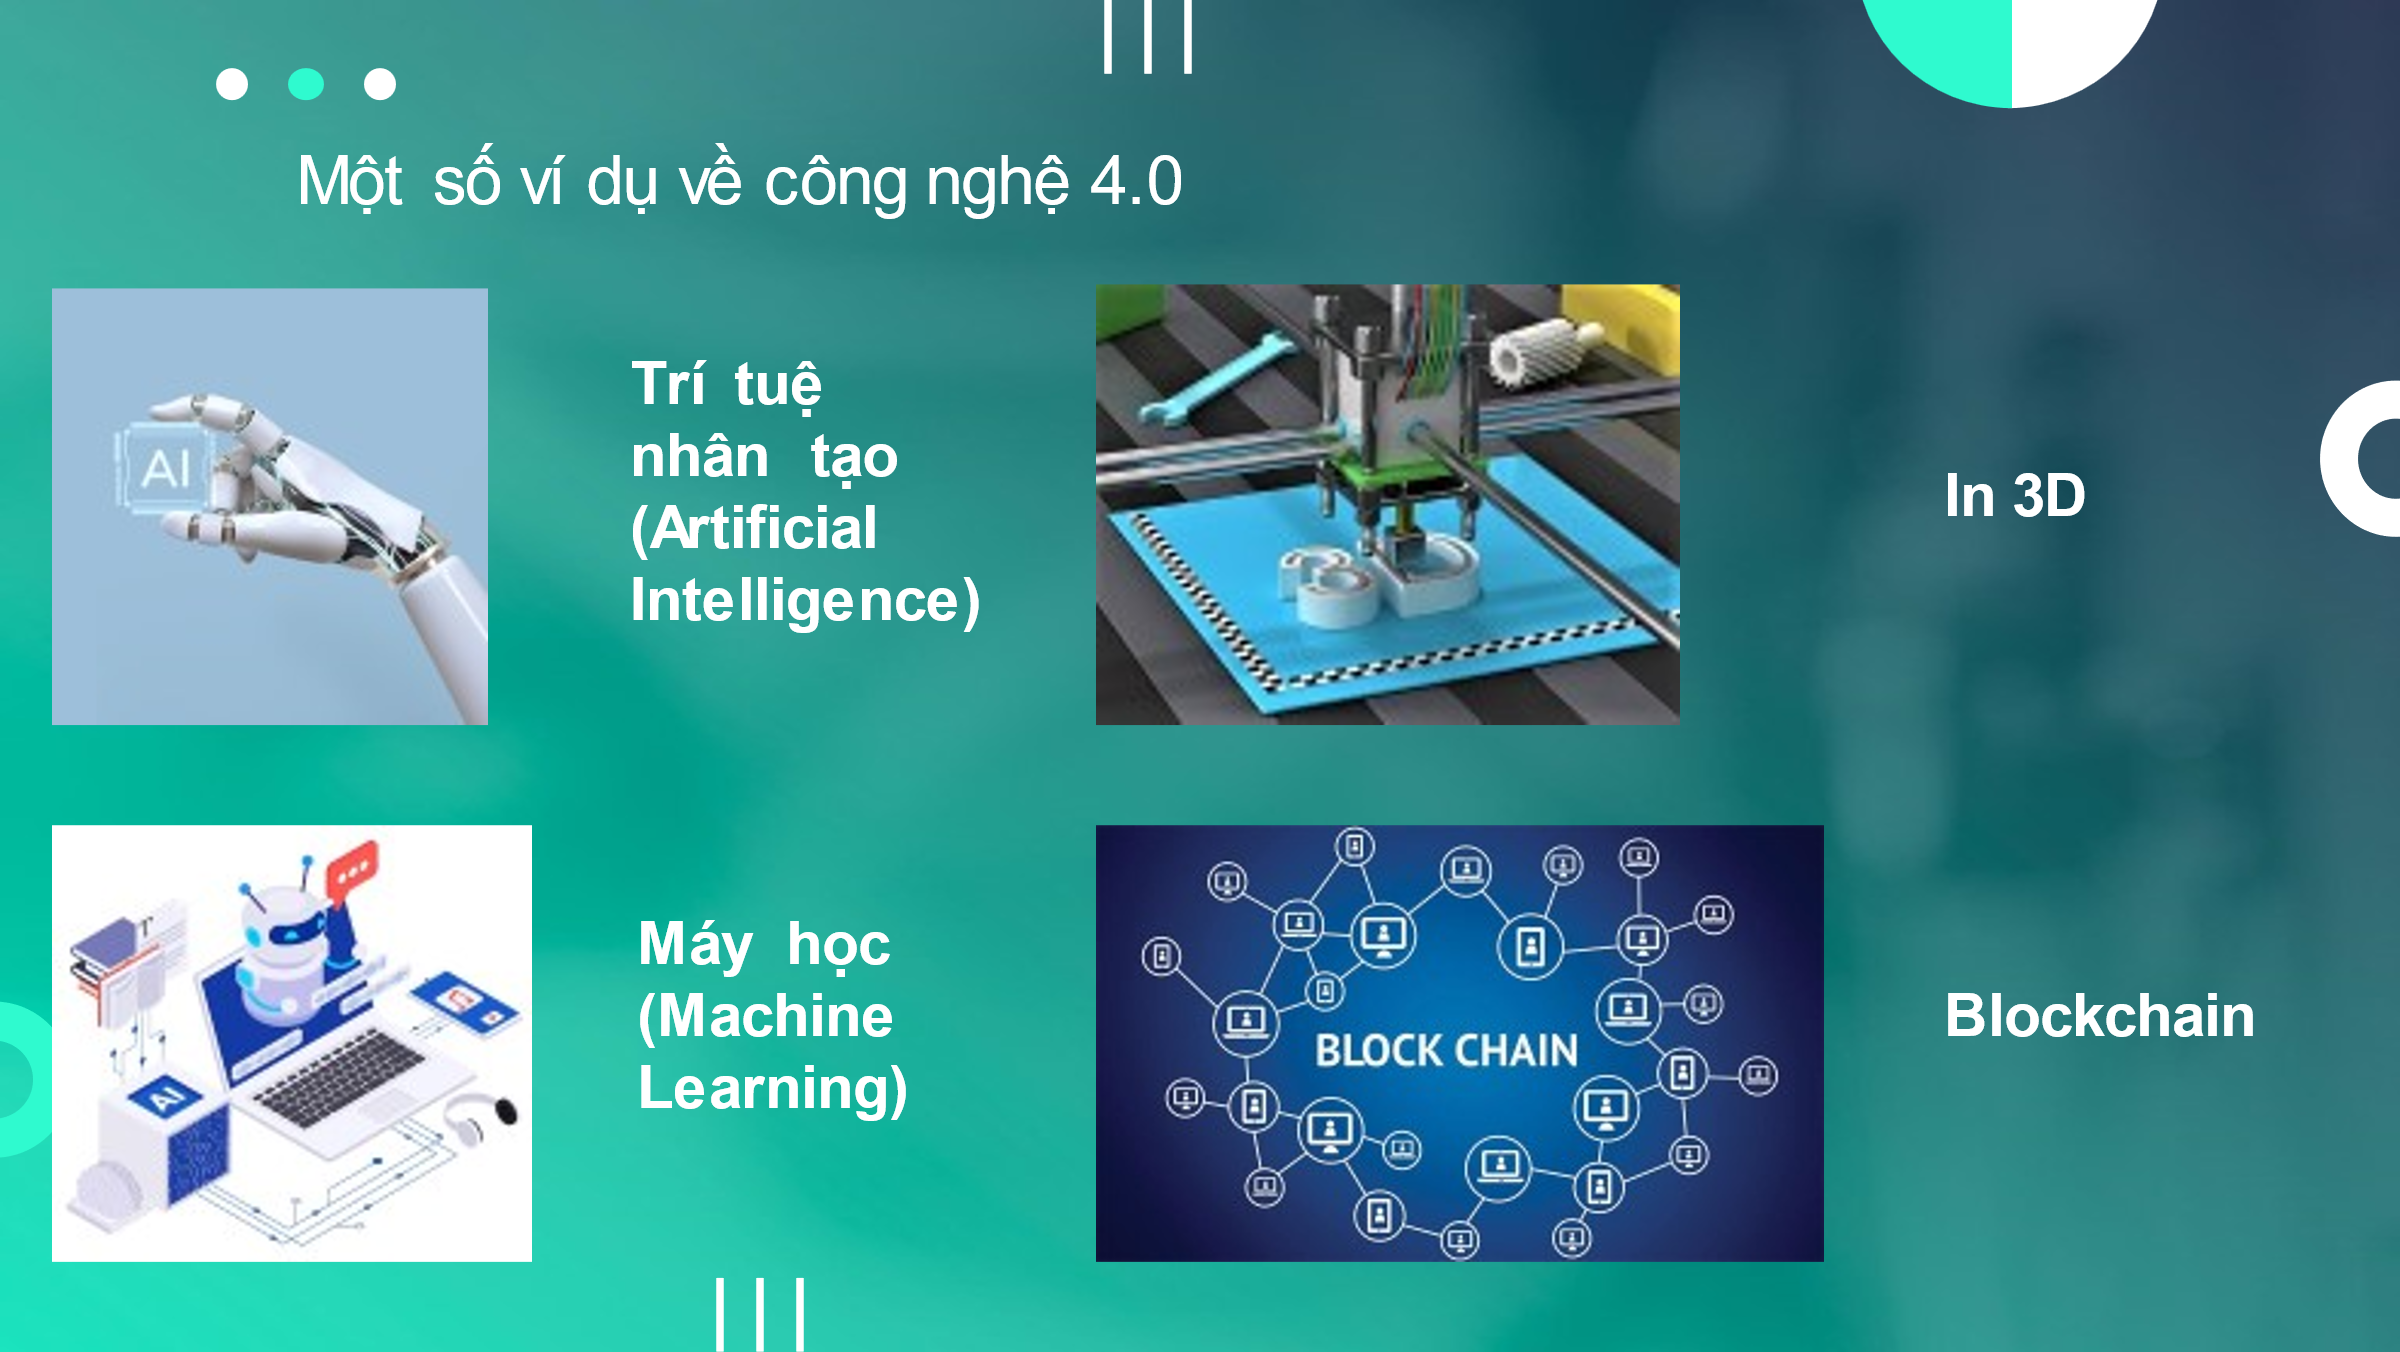 Một số ví dụ về công nghệ 4.0
AI
Trí tuệ
nhân tạo
(Artificial
Intelligence)
In 3D
Máy học
(Machine
Learning)
AI
BLOCK CHAIN
Blockchain